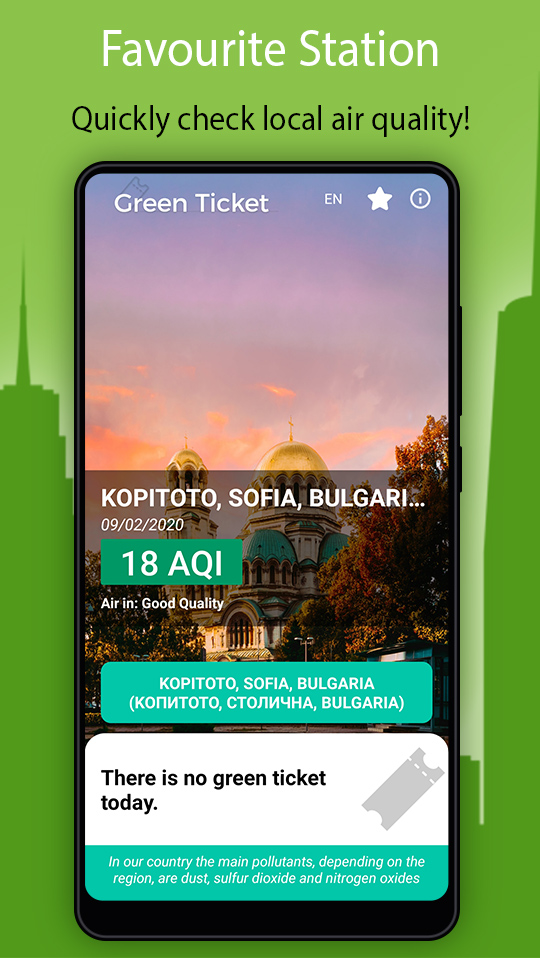 Favourite Station
Quickly check local air quality!
Green Ticket
EN
KOPITOTO, SOFIA, BULGARI...
09/02/2020
18 AQI
Air in: Good Quality
KOPITOTO, SOFIA, BULGARIA
(КОПИТОТО, СТОЛИЧНА, BULGARIA)
There is no green ticket
today.
In our country the main pollutants, depending on the
region, are dust, sulfur dioxide and nitrogen oxides